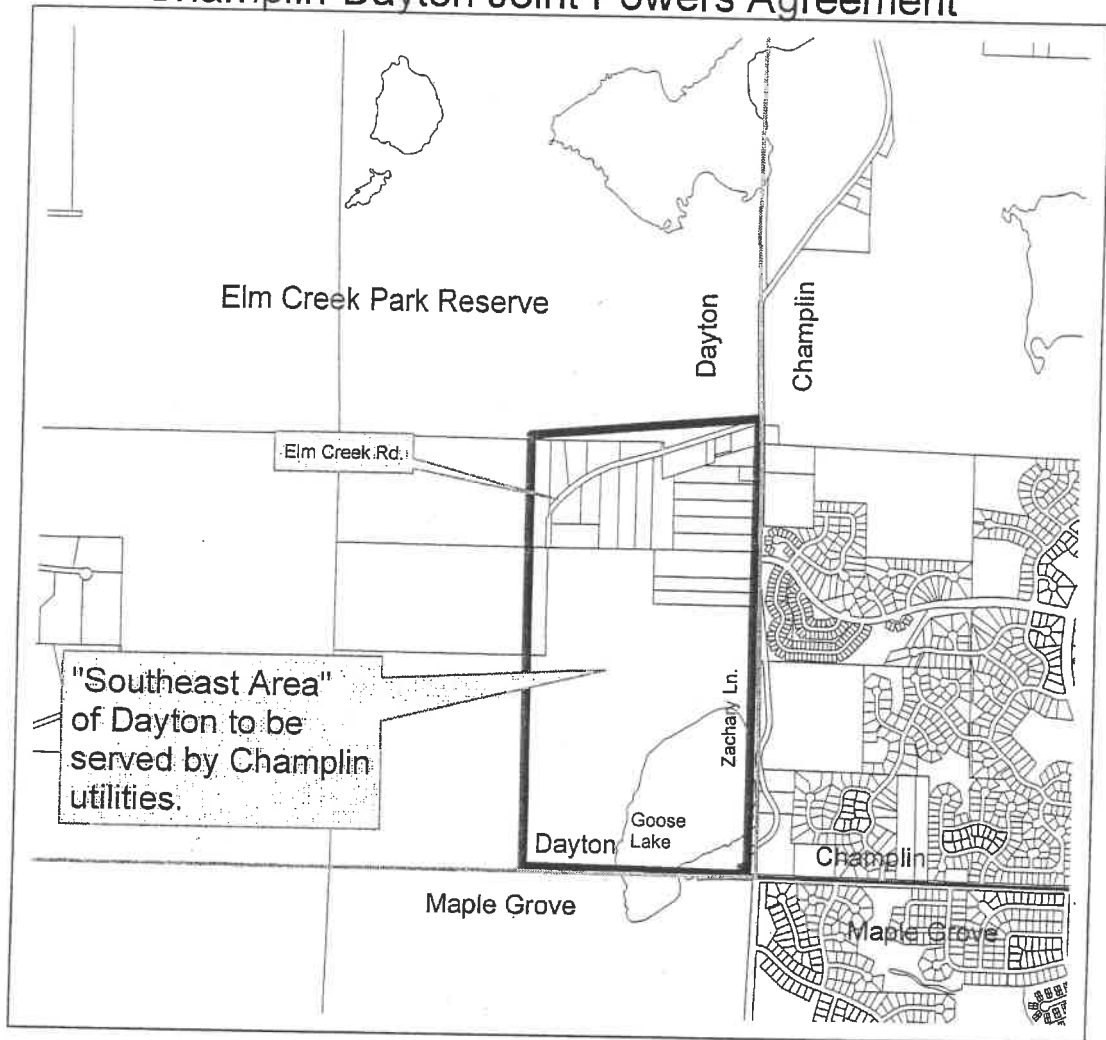 Champlin-Dayton Joint Powers Agreement
Elm Creek Park Reserve
Dayton
Champlin
Elm Creek Rd.
"Southeast Area"
of Dayton to be
served by Champlin
utilities.
Zachary Ln.
Goose
Lake
Dayton
Champlin
Maple Grove
Maple Grove